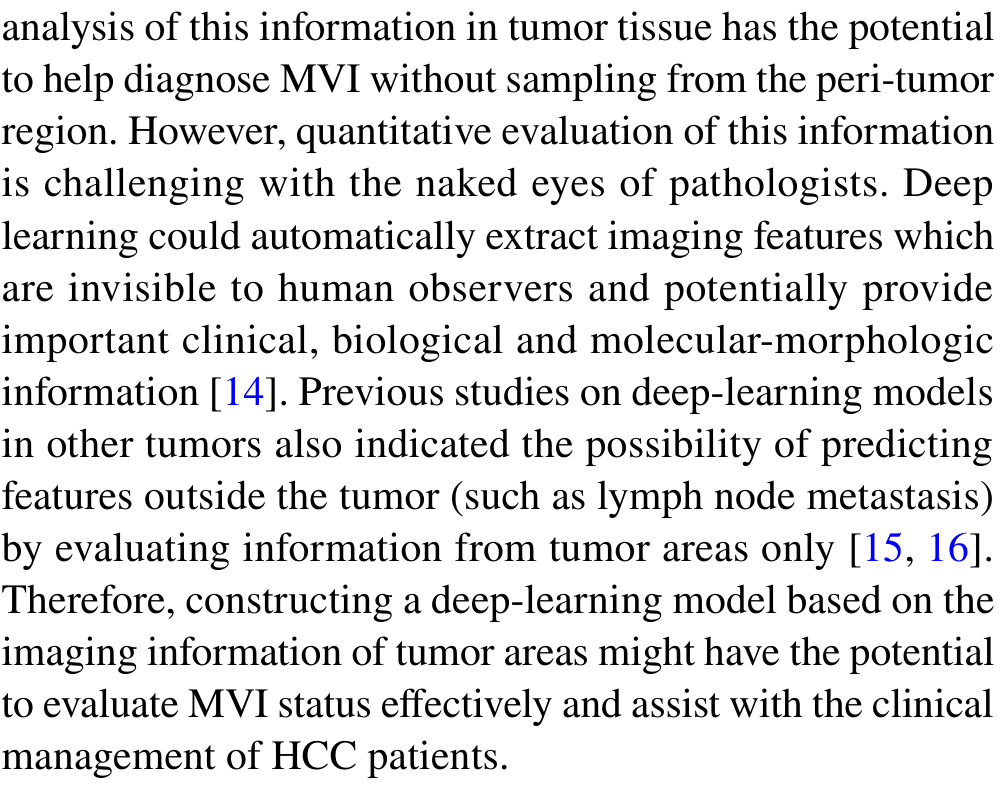 analysis of this information in tumor tissue has the potential
to help diagnose MVI without sampling from the peri-tumor
region. However, quantitative evaluation of this information
is challenging with the naked eyes of pathologists. Deep
learning could automatically extract imaging features which
are invisible to human observers and potentially provide
important clinical, biological and molecular-morphologic
information [14]. Previous studies on deep-learning models
in other tumors also indicated the possibility of predicting
features outside the tumor (such as lymph node metastasis)
by evaluating information from tumor areas only [15, 16].
Therefore, constructing a deep-learning model based on the
imaging information of tumor areas might have the potential
to evaluate MVI status effectively and assist with the clinical
management of HCC patients.